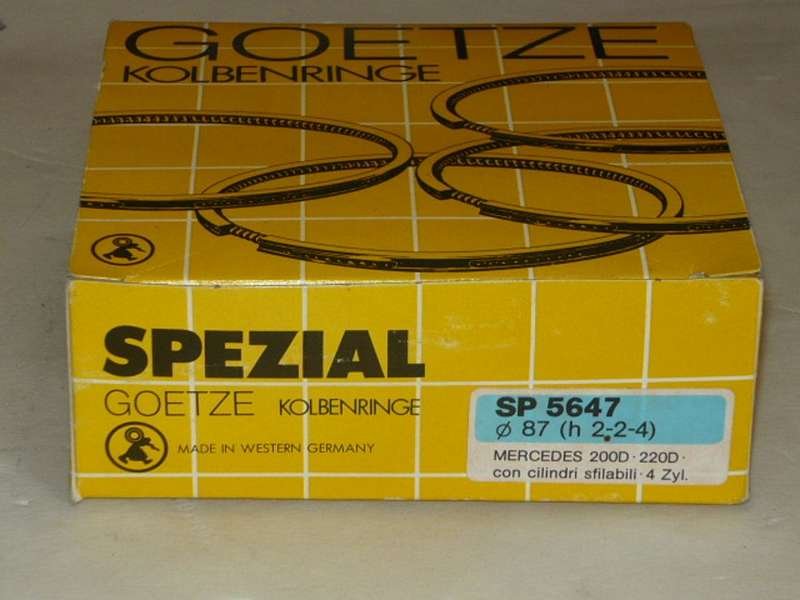 GOETZE
KOLBENRINGE
SPEZIAL
GOETZE KOLBENRINGE
MADE IN WESTERN GERMANY
SP 5647
ø 87 (h 2-2-4)
MERCEDES 200D·220D·
con cilindri sfilabili·4 Zyl.